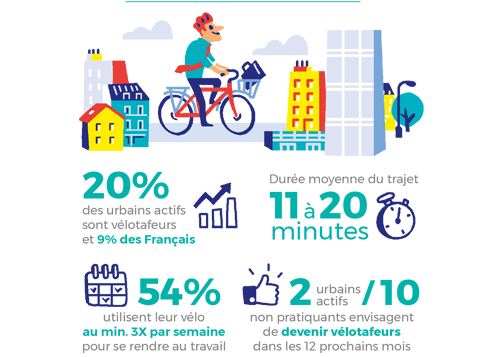 20%
des urbains actifs
sont vélotafeurs
et 9% des Français
Durée moyenne du trajet
11 à 20
minutes
54%
utilisent leur vélo
au min. 3X par semaine
pour se rendre au travail
2 urbains actifs /10
non pratiquants envisagent
de devenir vélotafeurs
dans les 12 prochains mois